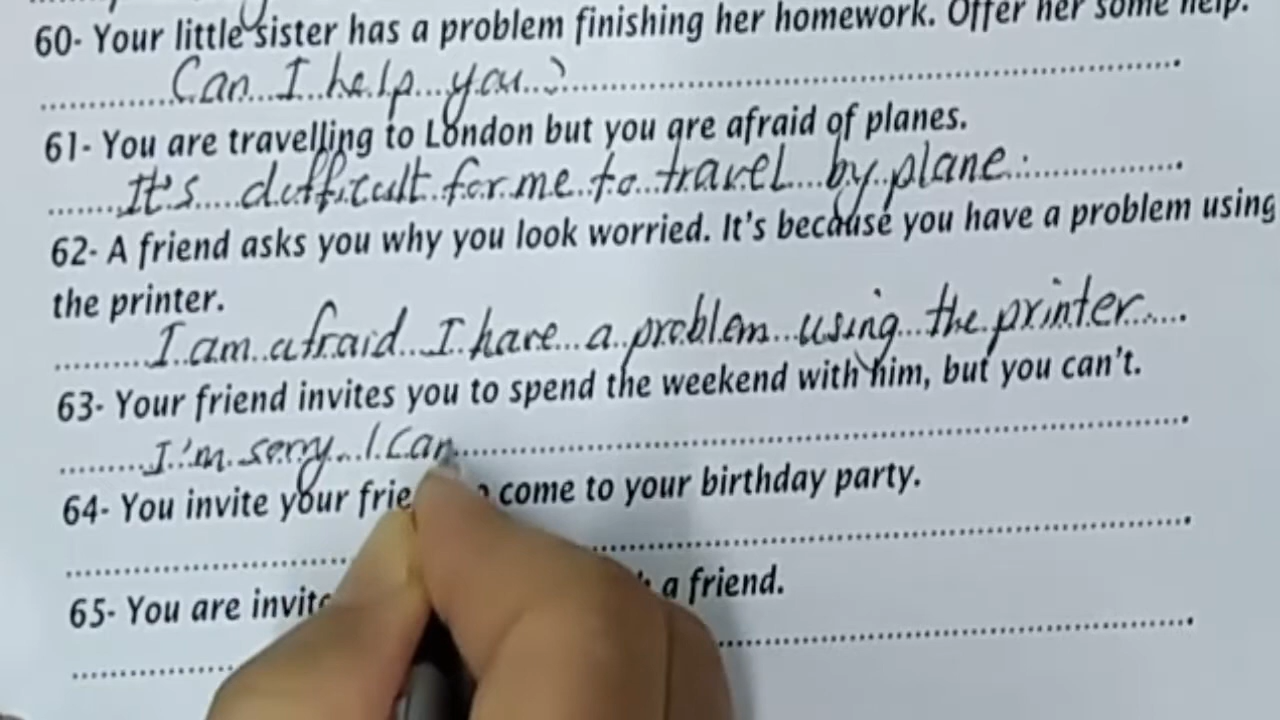 60- Your little sister has a problem finishing her homework. Offer her some help.
Can I help you?
61- You are travelling to London but you are afraid of planes.
It's difficult for me to travel by plane.
62- A friend asks you why you look worried. It's because you have a problem using
the printer.
I am afraid I have a problem using the printer
63- Your friend invites you to spend the weekend with him, but you can't.
I'm sorry I can
64- You invite your frie come to your birthday party.
65- You are invite a friend.